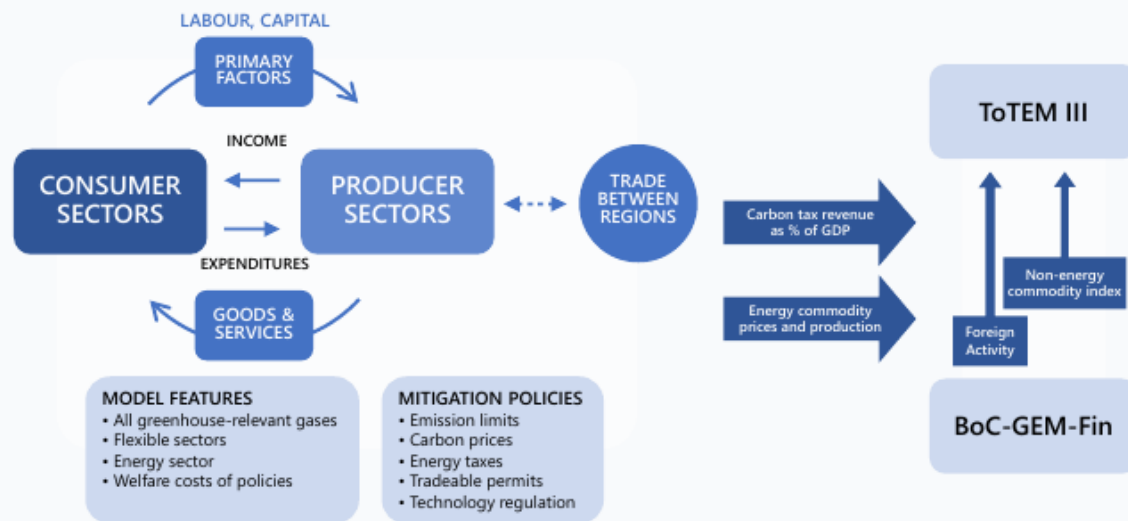 LABOUR, CAPITAL
PRIMARY
FACTORS
INCOME
CONSUMER
SECTORS
PRODUCER
SECTORS
EXPENDITURES
GOODS &
SERVICES
TRADE
BETWEEN
REGIONS
MODEL FEATURES
• All greenhouse-relevant gases
• Flexible sectors
• Energy sector
• Welfare costs of policies
MITIGATION POLICIES
• Emission limits
• Carbon prices
• Energy taxes
• Tradeable permits
• Technology regulation
Carbon tax revenue
as % of GDP
Energy commodity
prices and production
ToTEM III
Non-energy
commodity index
Foreign
Activity
BoC-GEM-Fin